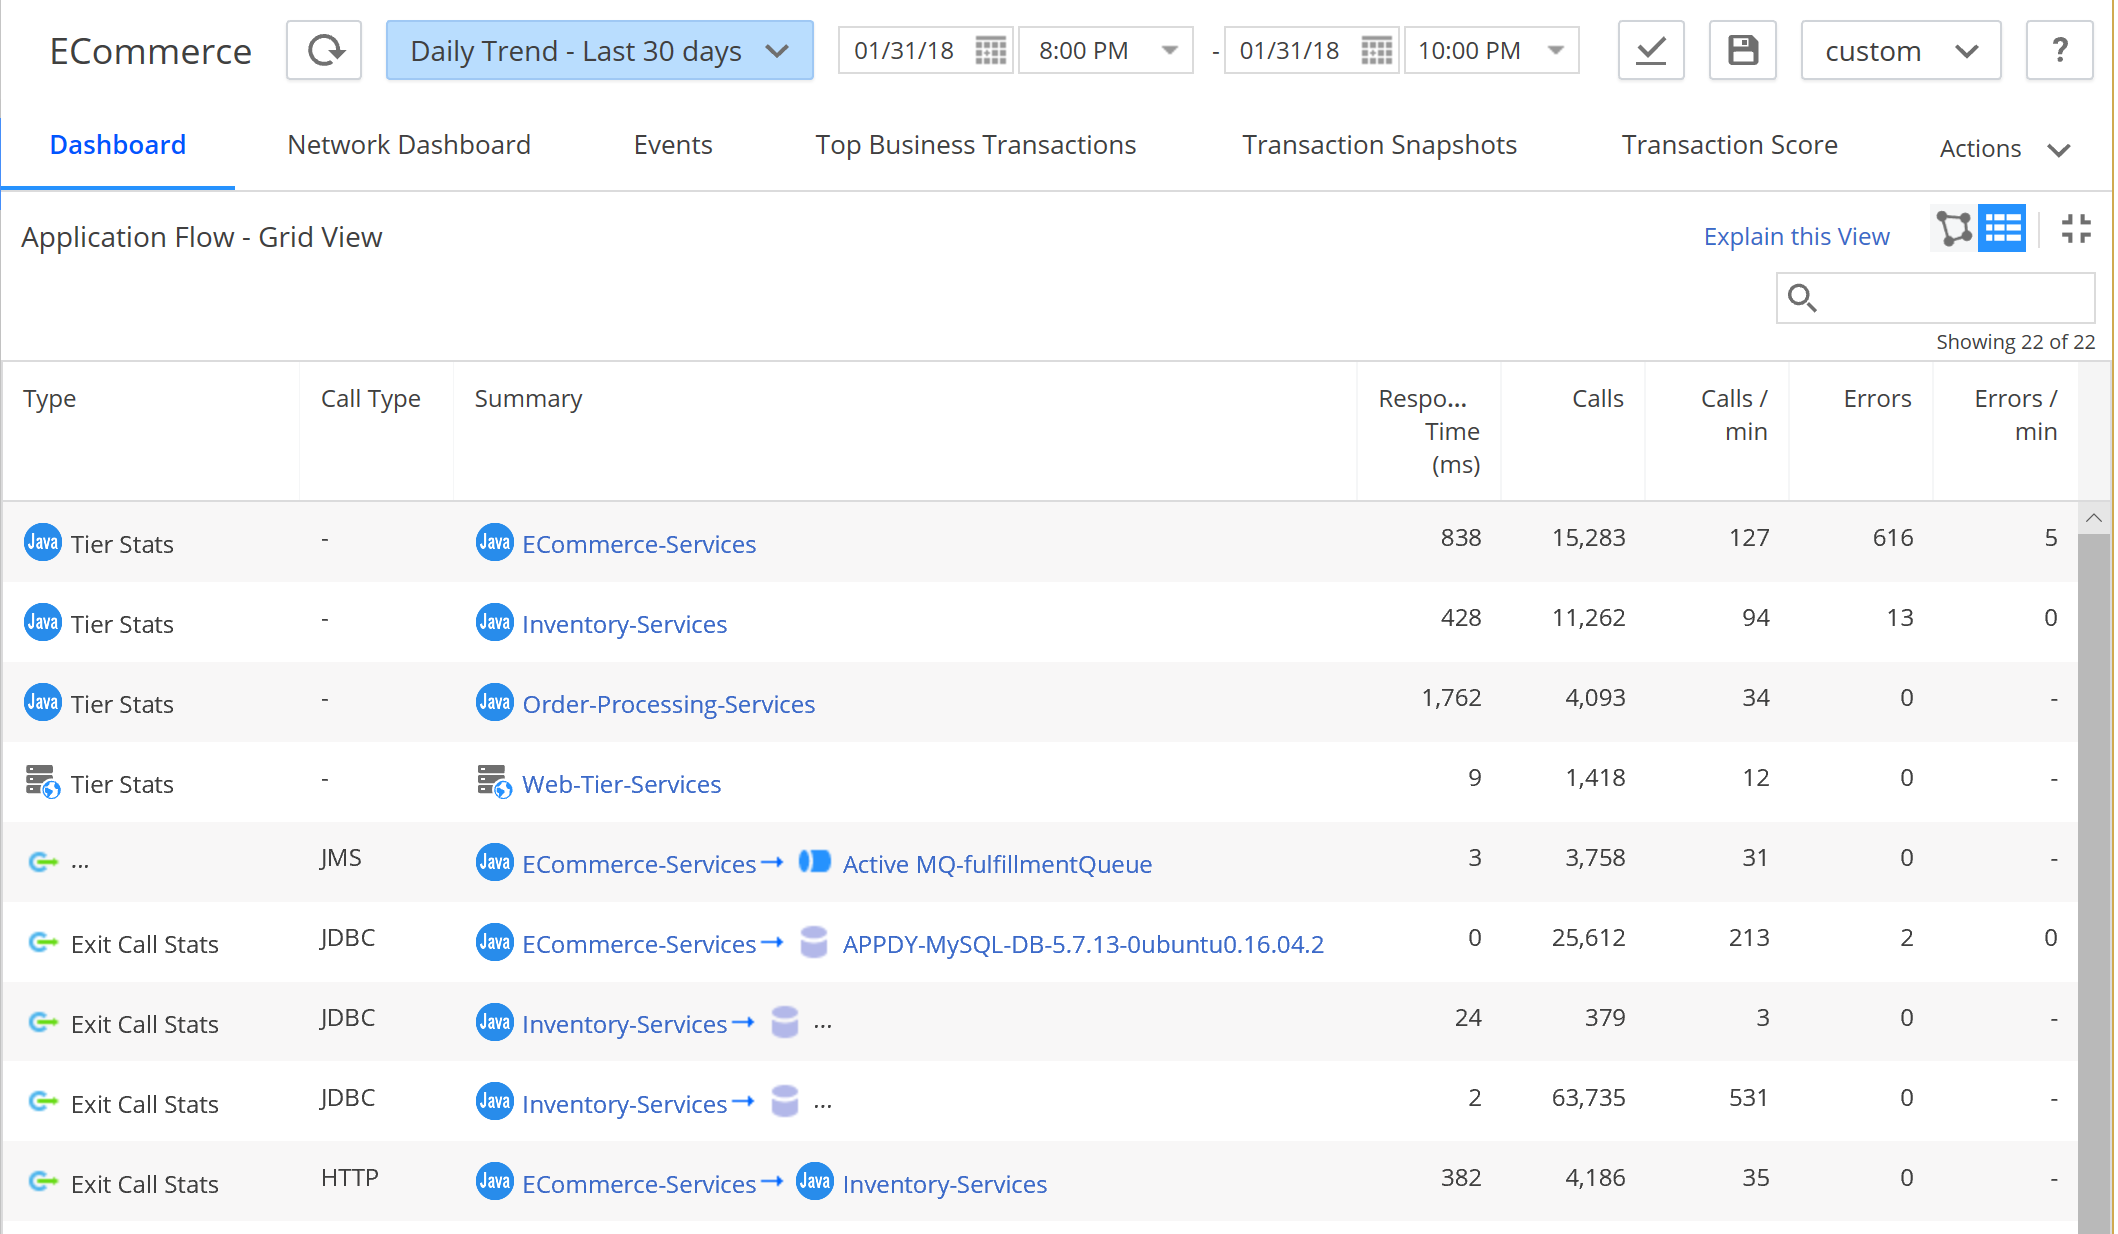 ECommerce Daily Trend - Last 30 days 01/31/18 8:00 PM - 01/31/18 10:00 PM custom ?
Dashboard Network Dashboard Events Top Business Transactions Transaction Snapshots Transaction Score Actions
Application Flow - Grid View Explain this View
Showing 22 of 22
Type Call Type Summary Respo... Calls Calls / Errors Errors /
Time min min
(ms)
Java Tier Stats - Java ECommerce-Services 838 15,283 127 616 5
Java Tier Stats - Java Inventory-Services 428 11,262 94 13 0
Java Tier Stats - Java Order-Processing-Services 1,762 4,093 34 0 -
Tier Stats - Web-Tier-Services 9 1,418 12 0 -
... JMS Java ECommerce-Services Active MQ-fulfillmentQueue 3 3,758 31 0 -
Exit Call Stats JDBC Java ECommerce-Services APPDY-MySQL-DB-5.7.13-0ubuntu0.16.04.2 0 25,612 213 2 0
Exit Call Stats JDBC Java Inventory-Services ... 24 379 3 0 -
Exit Call Stats JDBC Java Inventory-Services ... 2 63,735 531 0 -
Exit Call Stats HTTP Java ECommerce-Services Java Inventory-Services 382 4,186 35 0 -